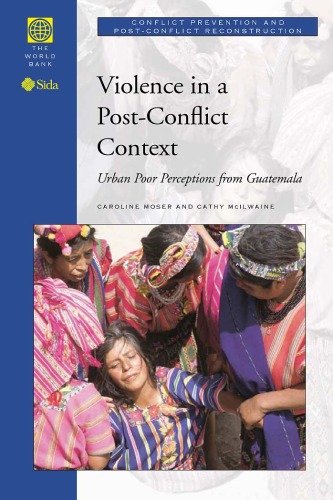 CONFLICT PREVENTION AND
POST-CONFLICT RECONSTRUCTION
THE
WORLD
BANK
Sida
Violence in a
Post-Conflict
Context
Urban Poor Perceptions from Guatemala
CAROLINE MOSER AND CATHY McILWAINE